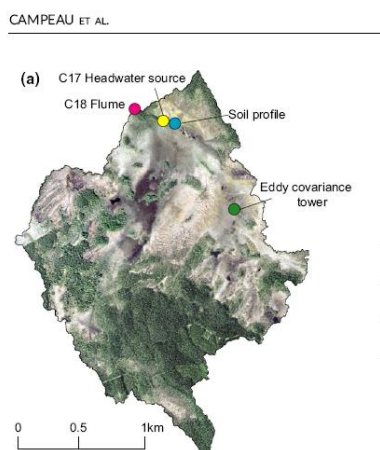 CAMPEAU ET AL.
(a)
C17 Headwater source
C18 Flume
Soil profile
Eddy covariance
tower
0 0.5 1km